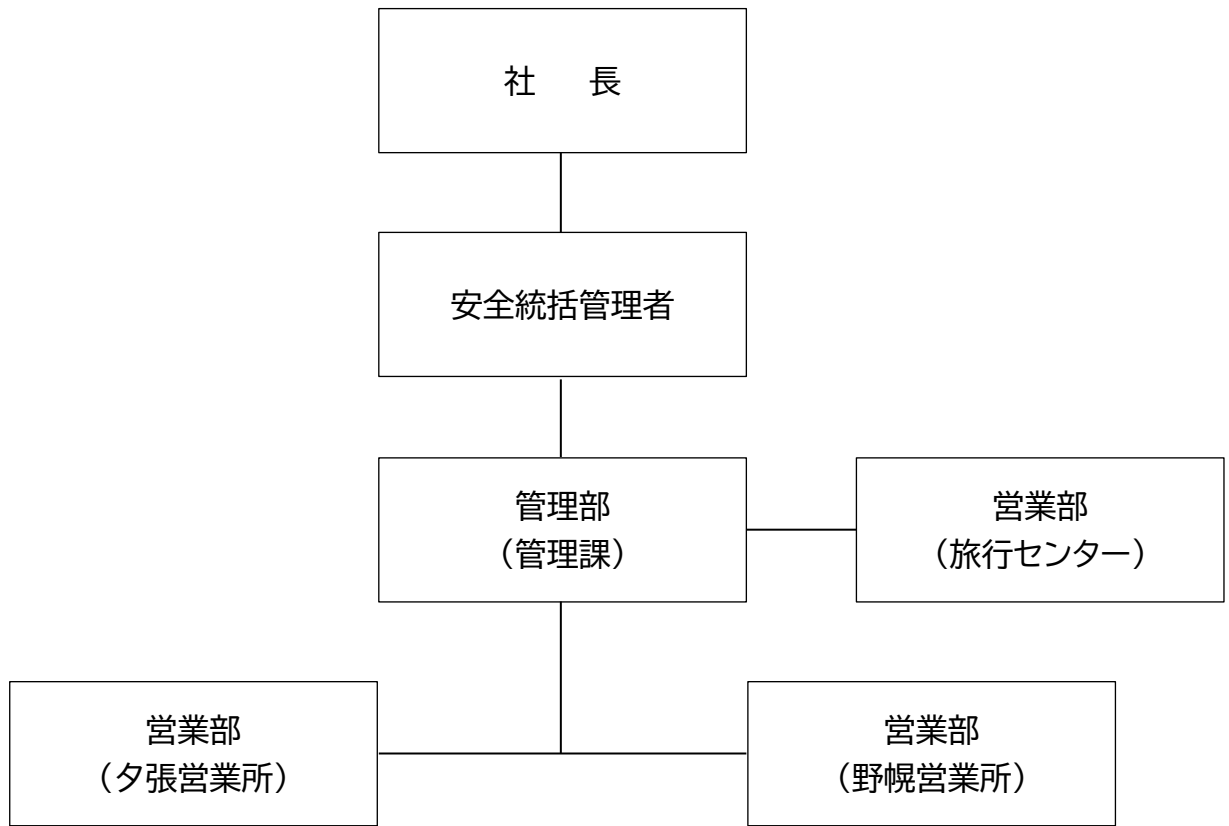 社　長
安全統括管理者
管理部
（管理課）
営業部
（旅行センター）
営業部
（夕張営業所）
営業部
（野幌営業所）